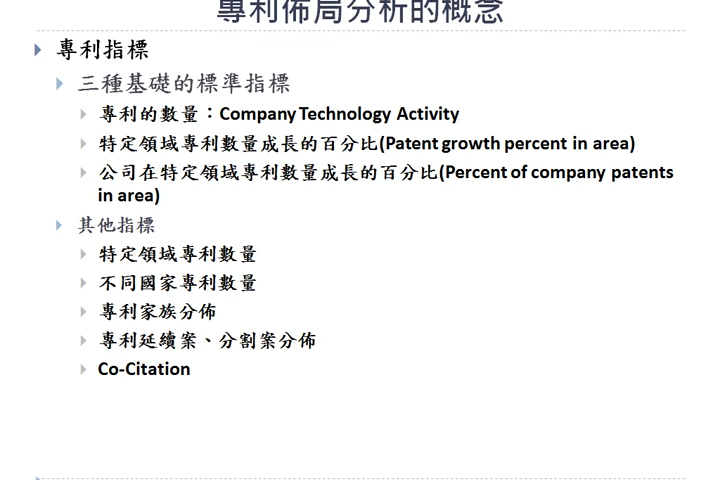 專利佈局分析的概念
專利指標
三種基礎的標準指標
專利的數量：Company Technology Activity
特定領域專利數量成長的百分比(Patent growth percent in area)
公司在特定領域專利數量成長的百分比(Percent of company patents
in area)
其他指標
特定領域專利數量
不同國家專利數量
專利家族分佈
專利延續案、分割案分佈
Co-Citation